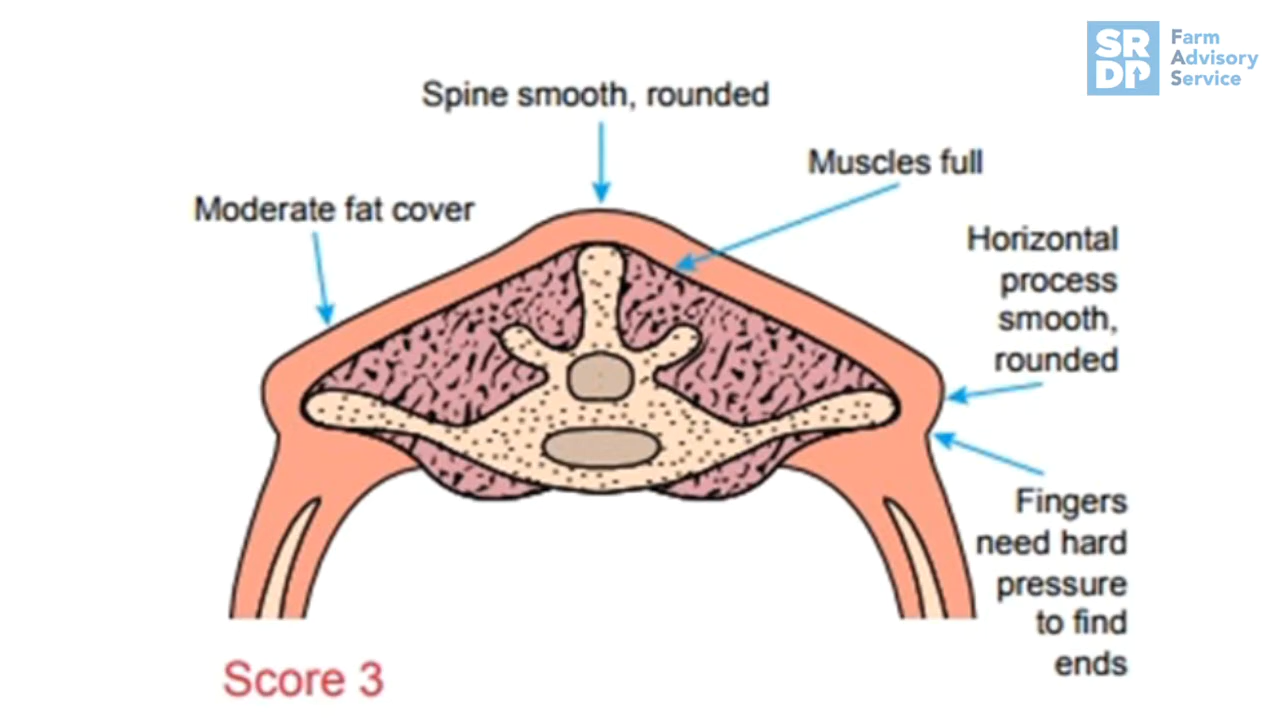 SR
DP
Farm
Advisory
Service
Spine smooth, rounded
Muscles full
Moderate fat cover
Horizontal
process
smooth,
rounded
Fingers
need hard
pressure
to find
ends
Score 3